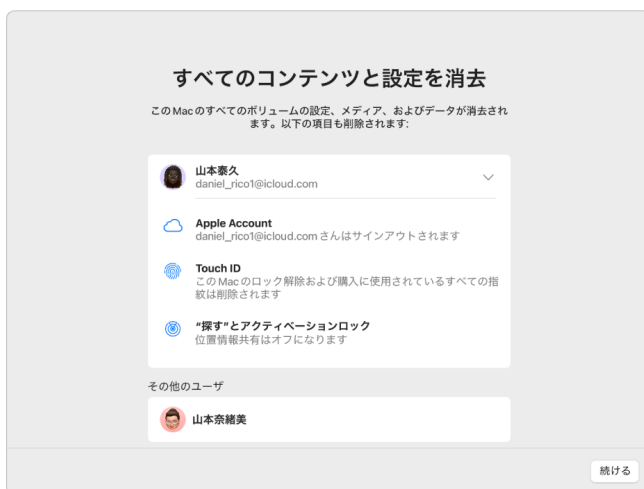 すべてのコンテンツと設定を消去
このMacのすべてのボリュームの設定、メディア、およびデータが消去され
ます。以下の項目も削除されます:
山本泰久
daniel_rico1@icloud.com
Apple Account
daniel_rico1@icloud.comさんはサインアウトされます
Touch ID
このMacのロック解除および購入に使用されているすべての指
紋は削除されます
“探す”とアクティベーションロック
位置情報共有はオフになります
その他のユーザ
山本奈緒美
続ける